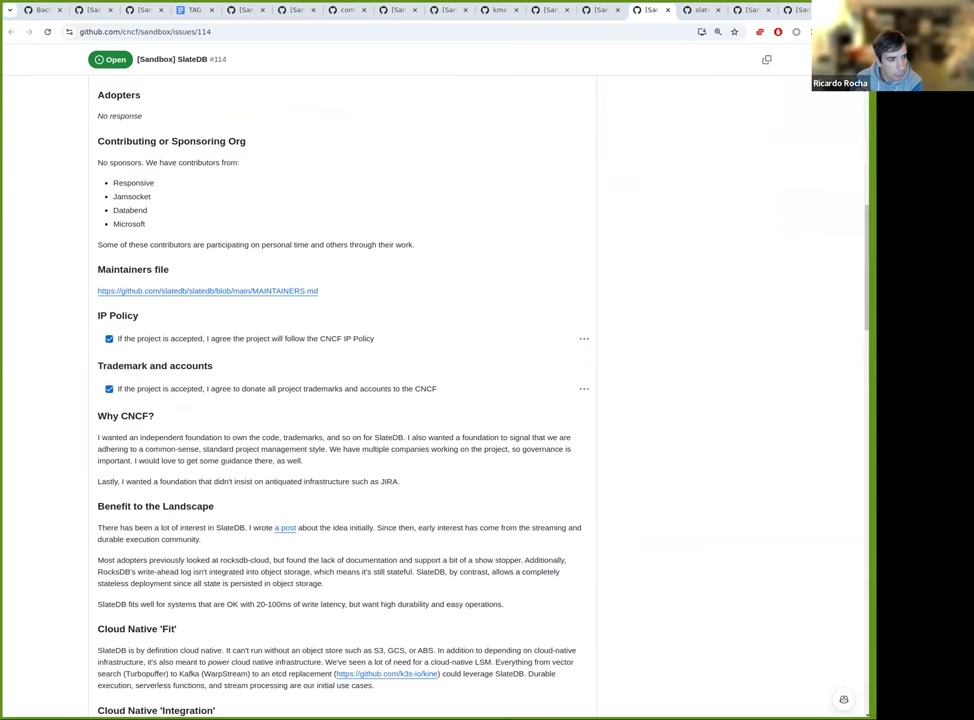 Bac
[Sar
[Sar
TAG
[Sar
[Sar
com
[Sar
[Sar
kme
[Sar
[Sar
[Sar
slate
[Sar
[Sar
github.com/cncf/sandbox/issues/114
Ricardo Rocha
Open [Sandbox] SlateDB #114
Adopters
No response
Contributing or Sponsoring Org
No sponsors. We have contributors from:
• Responsive
• Jamsocket
• Databend
• Microsoft
Some of these contributors are participating on personal time and others through their work.
Maintainers file
https://github.com/slatedb/slatedb/blob/main/MAINTAINERS.md
IP Policy
If the project is accepted, I agree the project will follow the CNCF IP Policy
Trademark and accounts
If the project is accepted, I agree to donate all project trademarks and accounts to the CNCF
Why CNCF?
I wanted an independent foundation to own the code, trademarks, and so on for SlateDB. I also wanted a foundation to signal that we are
adhering to a common-sense, standard project management style. We have multiple companies working on the project, so governance is
important. I would love to get some guidance there, as well.
Lastly, I wanted a foundation that didn't insist on antiquated infrastructure such as JIRA.
Benefit to the Landscape
There has been a lot of interest in SlateDB. I wrote a post about the idea initially. Since then, early interest has come from the streaming and
durable execution community.
Most adopters previously looked at rocksdb-cloud, but found the lack of documentation and support a bit of a show stopper. Additionally,
RocksDB's write-ahead log isn't integrated into object storage, which means it's still stateful. SlateDB, by contrast, allows a completely
stateless deployment since all state is persisted in object storage.
SlateDB fits well for systems that are OK with 20-100ms of write latency, but want high durability and easy operations.
Cloud Native 'Fit'
SlateDB is by definition cloud native. It can't run without an object store such as S3, GCS, or ABS. In addition to depending on cloud-native
infrastructure, it's also meant to power cloud native infrastructure. We've seen a lot of need for a cloud-native LSM. Everything from vector
search (Turbopuffer) to Kafka (WarpStream) to an etcd replacement (https://github.com/k3s-io/kine) could leverage SlateDB. Durable
execution, serverless functions, and stream processing are our initial use cases.
Cloud Native 'Integration'